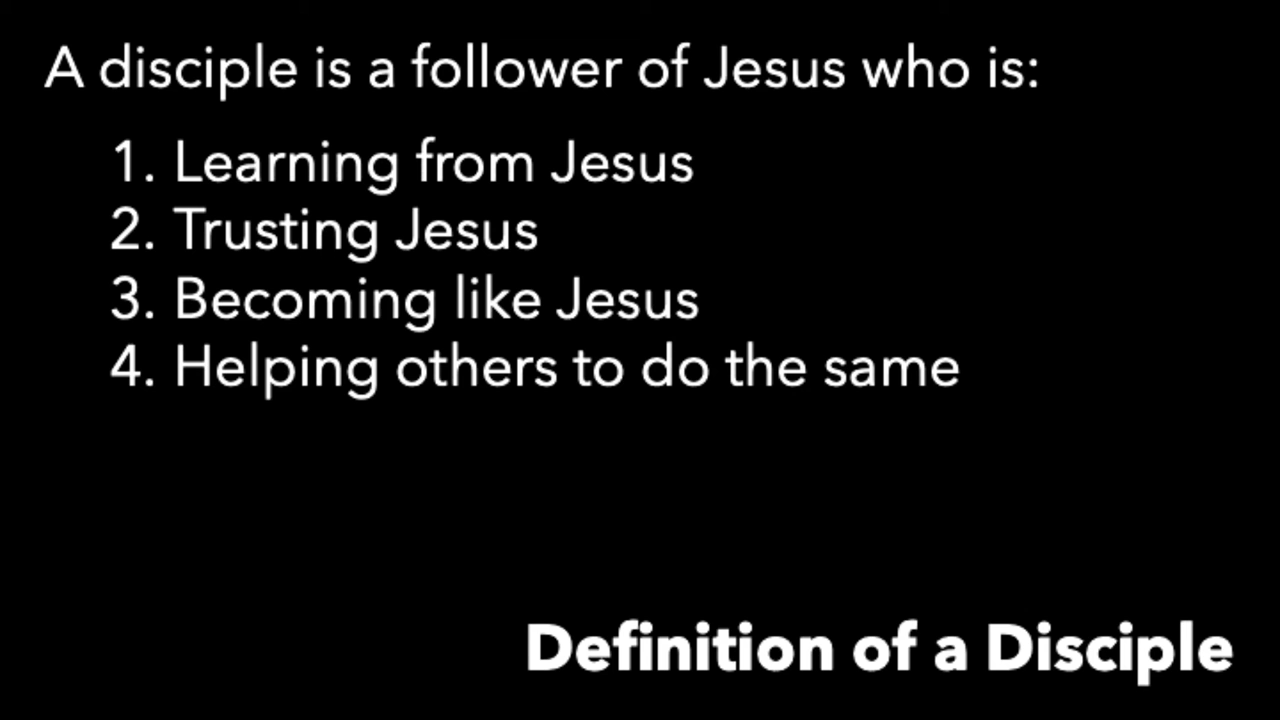 A disciple is a follower of Jesus who is:
1. Learning from Jesus
2. Trusting Jesus
3. Becoming like Jesus
4. Helping others to do the same
Definition of a Disciple